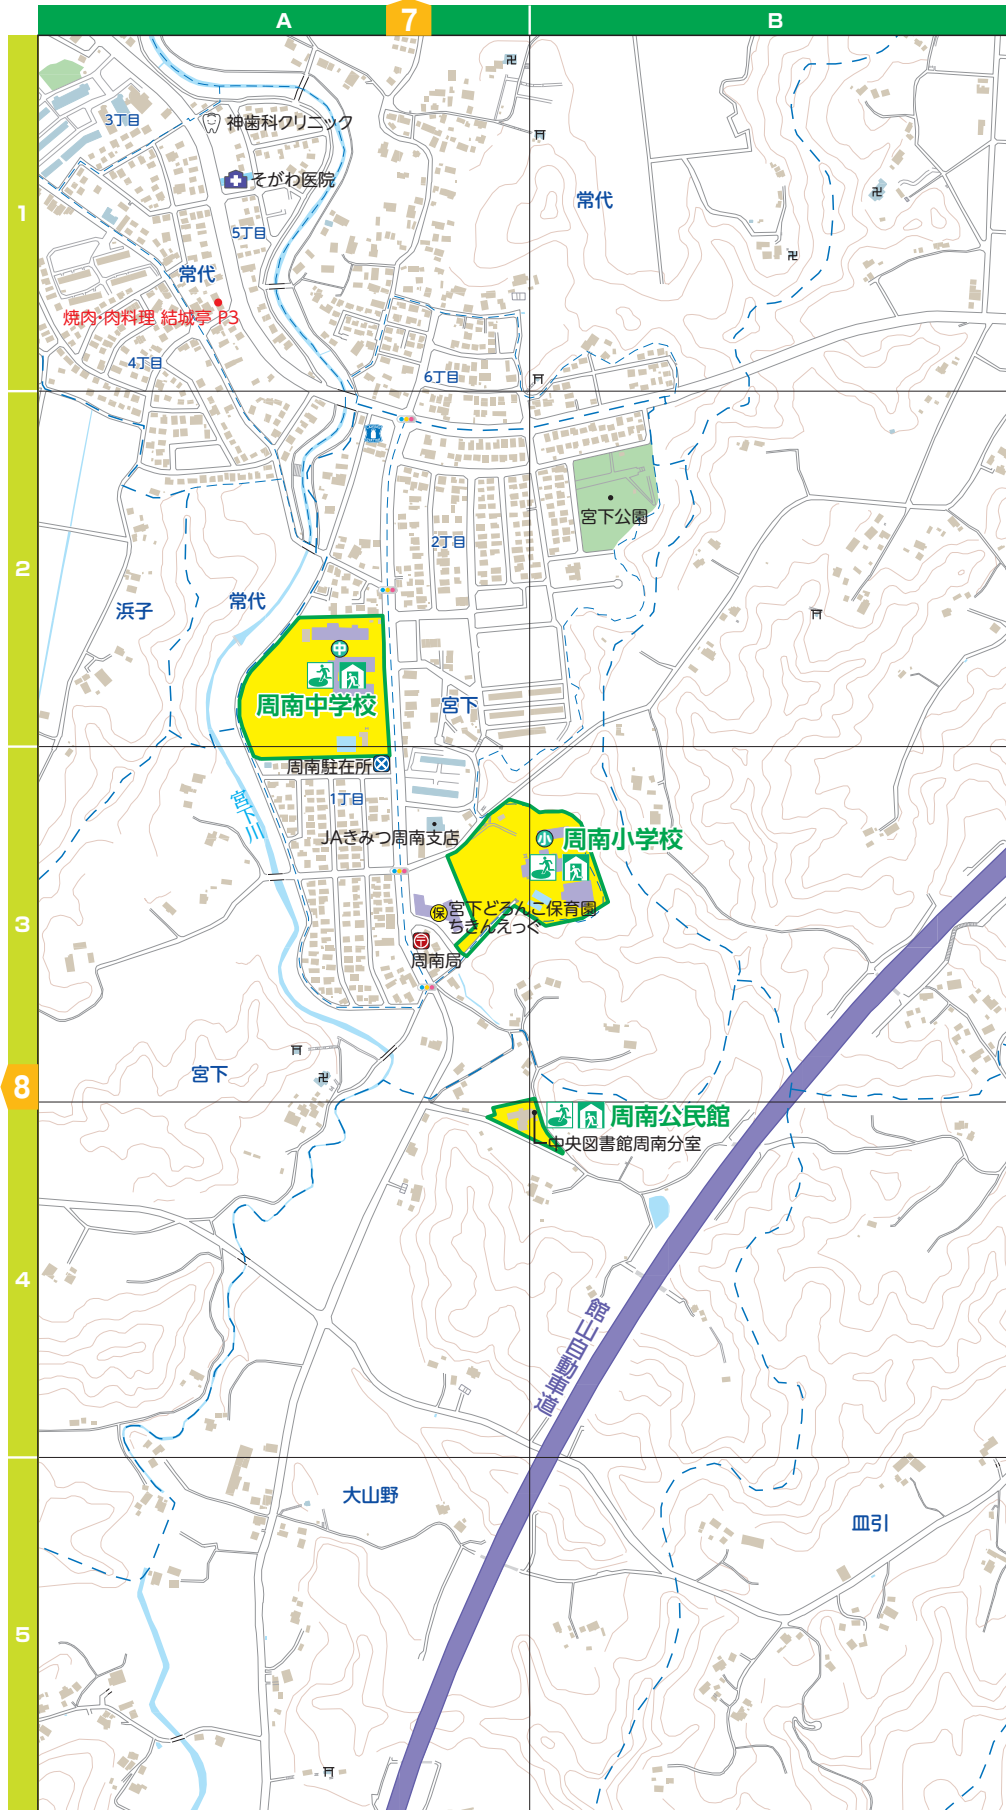 7
A
B
1
3丁目
神歯科クリニック
そがわ医院
常代
5丁目
常代
焼肉・肉料理 結城亭 P3
4丁目
6丁目
2
宮下公園
2丁目
浜子
常代
周南中学校
宮下
3
周南駐在所
1丁目
宮下川
JAきみつ周南支店
小
周南小学校
保
宮下どろんこ保育園
ちきんえっぐ
周南局
8
宮下
周南公民館
中央図書館周南分室
4
館山自動車道
大山野
皿引
5